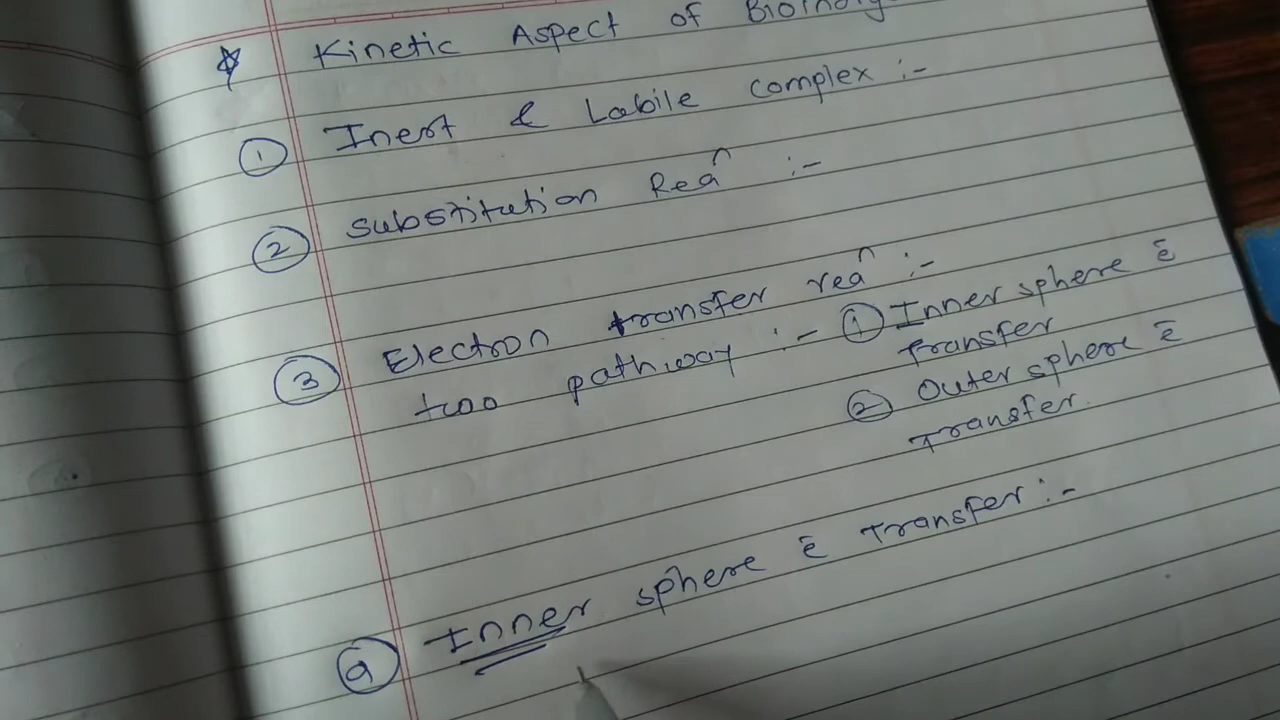 ☆ Kinetic Aspect of
① Inert & Labile complex :-
② Substitution Reaⁿ :-
③ Electron transfer reaⁿ :-
two pathway :- ① Inner sphere ē
Transfer
② Outer sphere ē
Transfer.
ⓐ Inner sphere ē Transfer :-